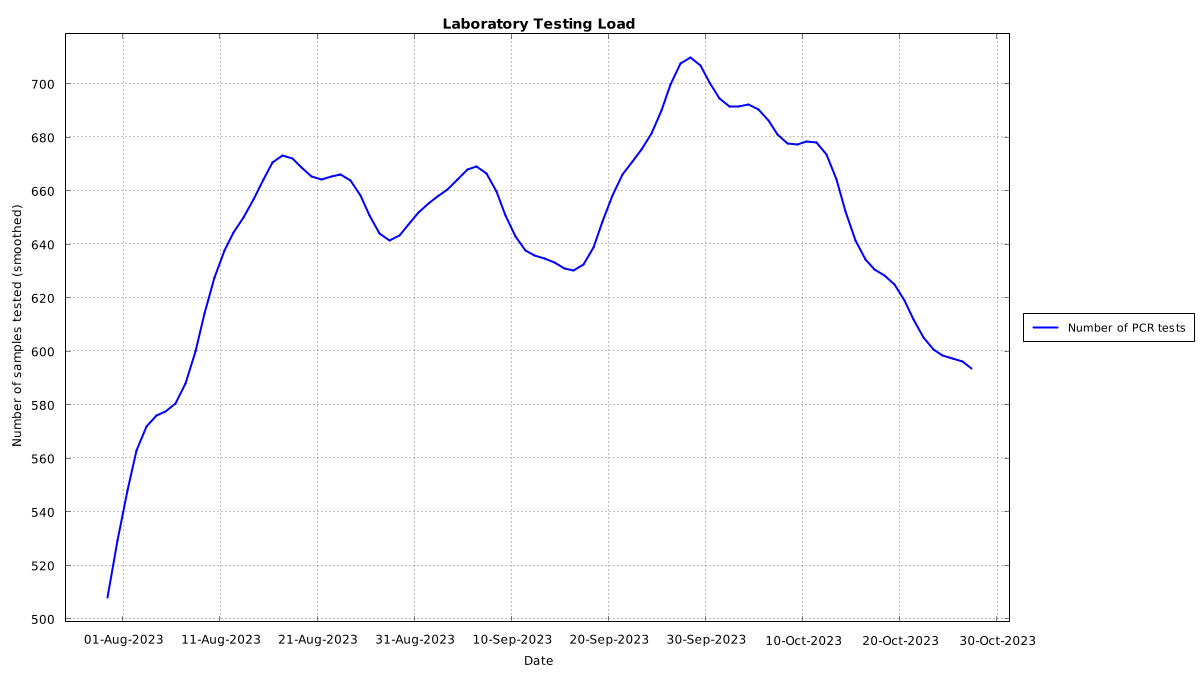 Laboratory Testing Load
Number of samples tested (smoothed)
700
680
660
640
620
600
580
560
540
520
500
01-Aug-2023 11-Aug-2023 21-Aug-2023 31-Aug-2023 10-Sep-2023 20-Sep-2023 30-Sep-2023 10-Oct-2023 20-Oct-2023 30-Oct-2023
Date
Number of PCR tests